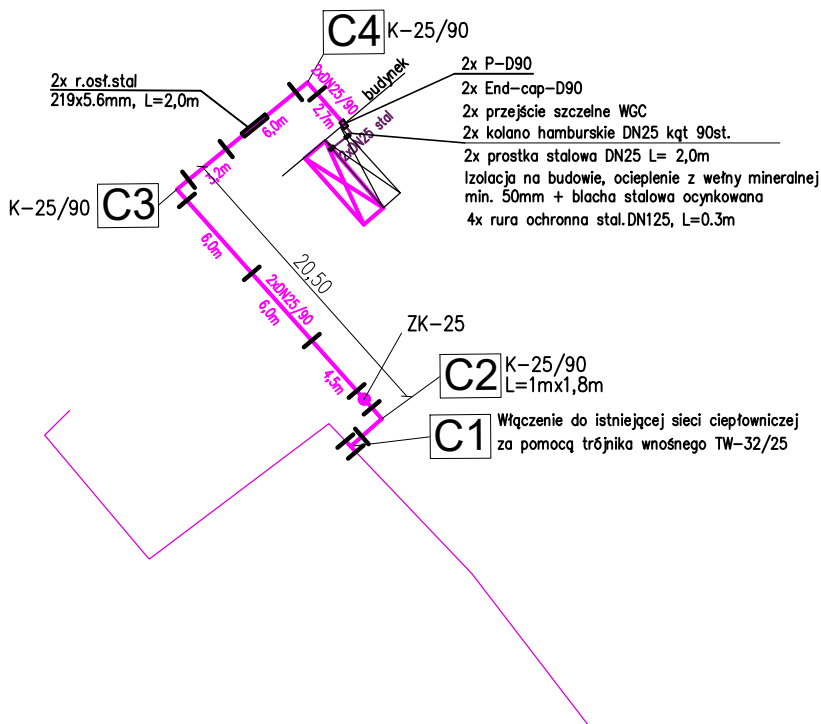 C4 K-25/90
2x r.osł.stal
219x5.6mm, L=2,0m
2xDN25/90
2,7m
budynek
2xDN25 stal
2x P-D90
2x End-cap-D90
2x przejście szczelne WGC
2x kolano hamburskie DN25 kąt 90st.
2x prostka stalowa DN25 L= 2,0m
Izolacja na budowie, ocieplenie z wełny mineralnej
min. 50mm + blacha stalowa ocynkowana
4x rura ochronna stal.DN125, L=0.3m
6,0m
3,2m
K-25/90 C3
6,0m
2xDN25/90
6,0m
20,50
4,5m
ZK-25
C2 K-25/90
L=1mx1,8m
C1 Włączenie do istniejącej sieci ciepłowniczej
za pomocą trójnika wnośnego TW-32/25